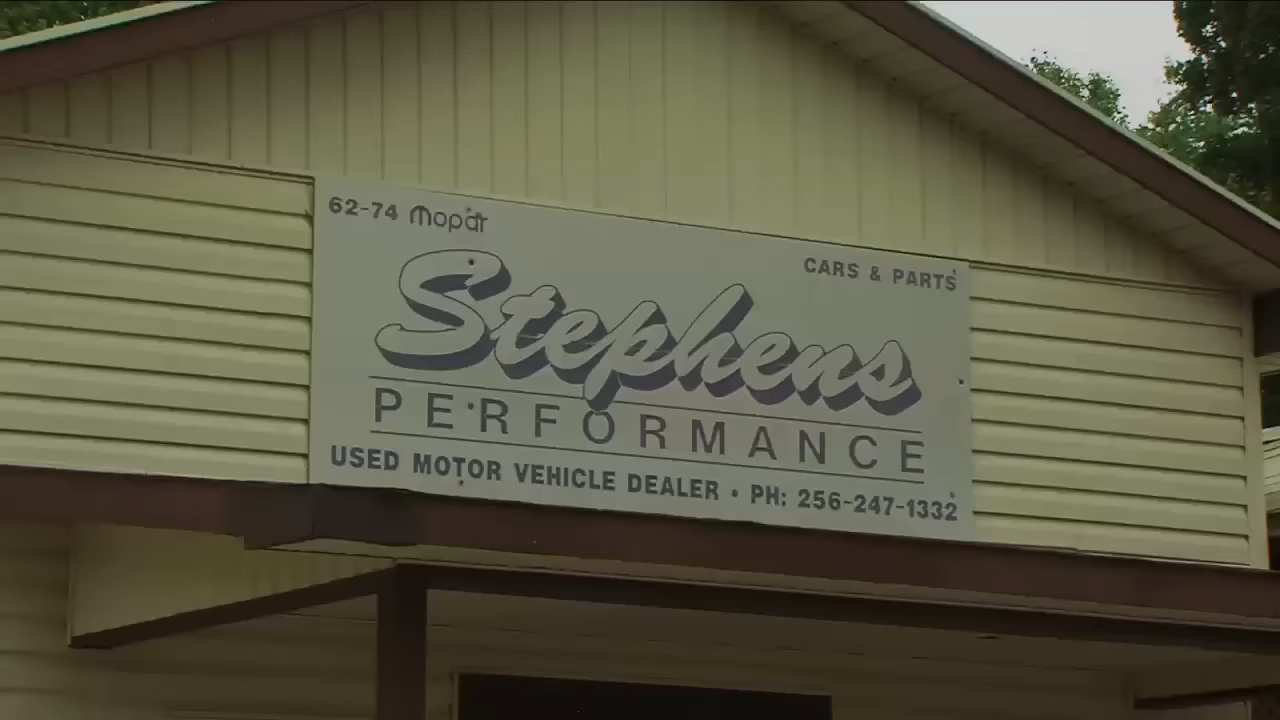 62-74 mopar
CARS & PARTS
Stephens
PERFORMANCE
USED MOTOR VEHICLE DEALER • PH: 256-247-1332